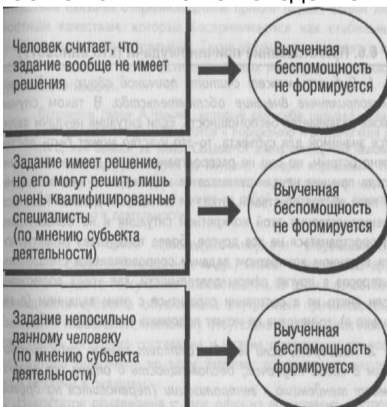 Человек считает, что
задание вообще не имеет
решения
Выученная
беспомощность
не формируется
Задание имеет решение,
но его могут решить лишь
очень квалифицированные
специалисты
(по мнению субъекта
деятельности)
Выученная
беспомощность
не формируется
Задание непосильно
данному человеку
(по мнению субъекта
деятельности)
Выученная
беспомощность
формируется